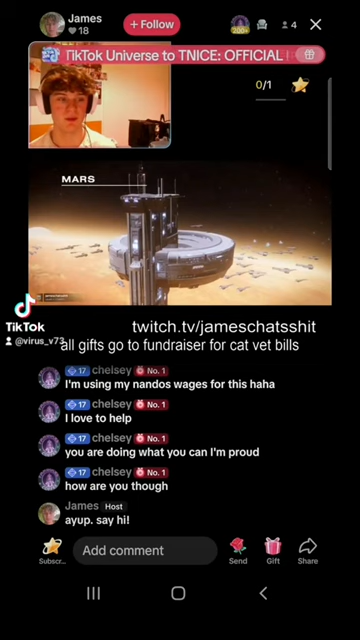 James
18
+ Follow
200+
4
TikTok Universe to TNICE: OFFICIAL
0/1
MARS
twitch.tv/jameschatsshit
TikTok
@virus_v73
all gifts go to fundraiser for cat vet bills
17 chelsey No. 1
I'm using my nandos wages for this haha
17 chelsey No. 1
I love to help
17 chelsey No. 1
you are doing what you can I'm proud
17 chelsey No. 1
how are you though
James Host
ayup. say hi!
Subscr...
Add comment
Send
Gift
Share